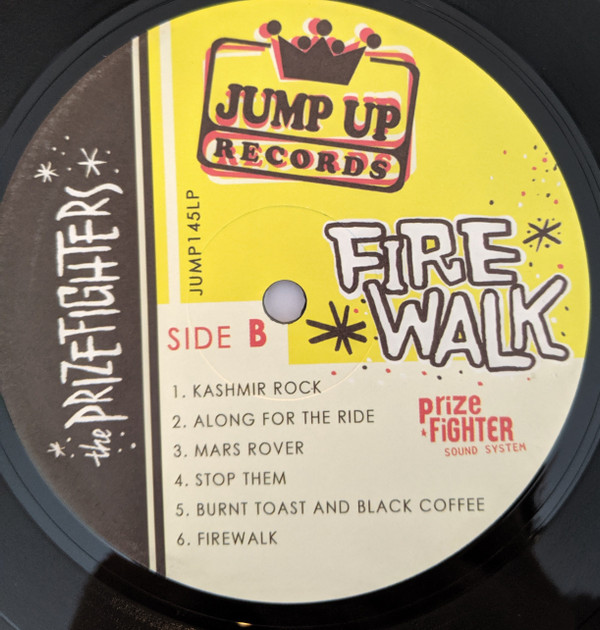 JUMP UP
RECORDS
the PRIZEFIGHTERS
JUMP145LP
FIRE
WALK
SIDE B
1. KASHMIR ROCK
2. ALONG FOR THE RIDE
3. MARS ROVER
4. STOP THEM
5. BURNT TOAST AND BLACK COFFEE
6. FIREWALK
prize
FiGHTER
SOUND SYSTEM